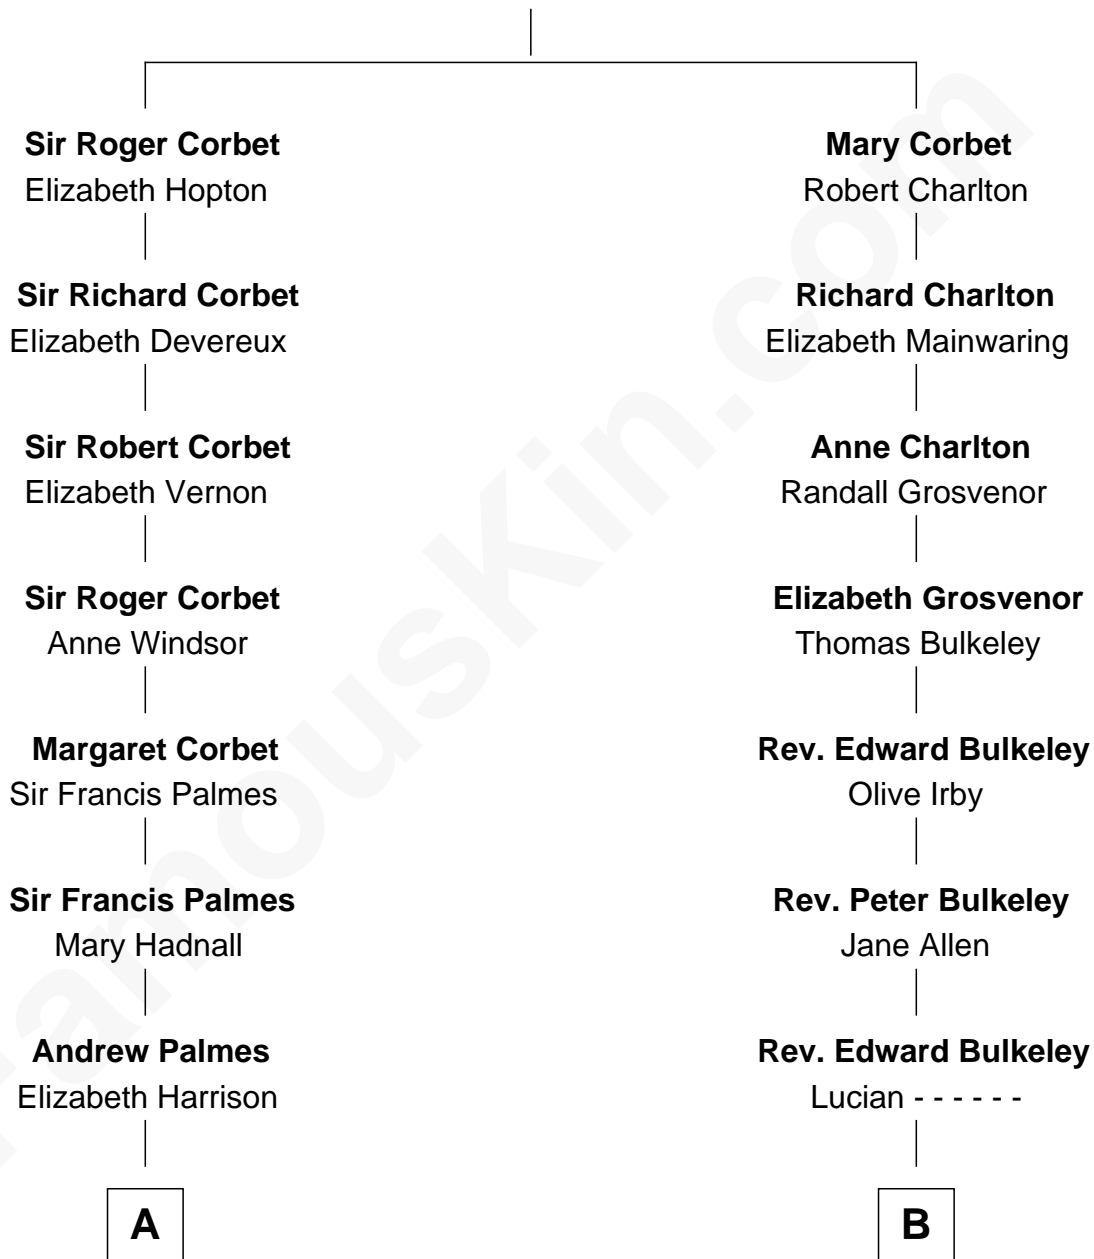 Sir Roger Corbet
Elizabeth Hopton
Sir Richard Corbet
Elizabeth Devereux
Sir Robert Corbet
Elizabeth Vernon
Sir Roger Corbet
Anne Windsor
Margaret Corbet
Sir Francis Palmes
Sir Francis Palmes
Mary Hadnall
Andrew Palmes
Elizabeth Harrison
A
Mary Corbet
Robert Charlton
Richard Charlton
Elizabeth Mainwaring
Anne Charlton
Randall Grosvenor
Elizabeth Grosvenor
Thomas Bulkeley
Rev. Edward Bulkeley
Olive Irby
Rev. Peter Bulkeley
Jane Allen
Rev. Edward Bulkeley
Lucian - - - - - -
B
FamousKin.com